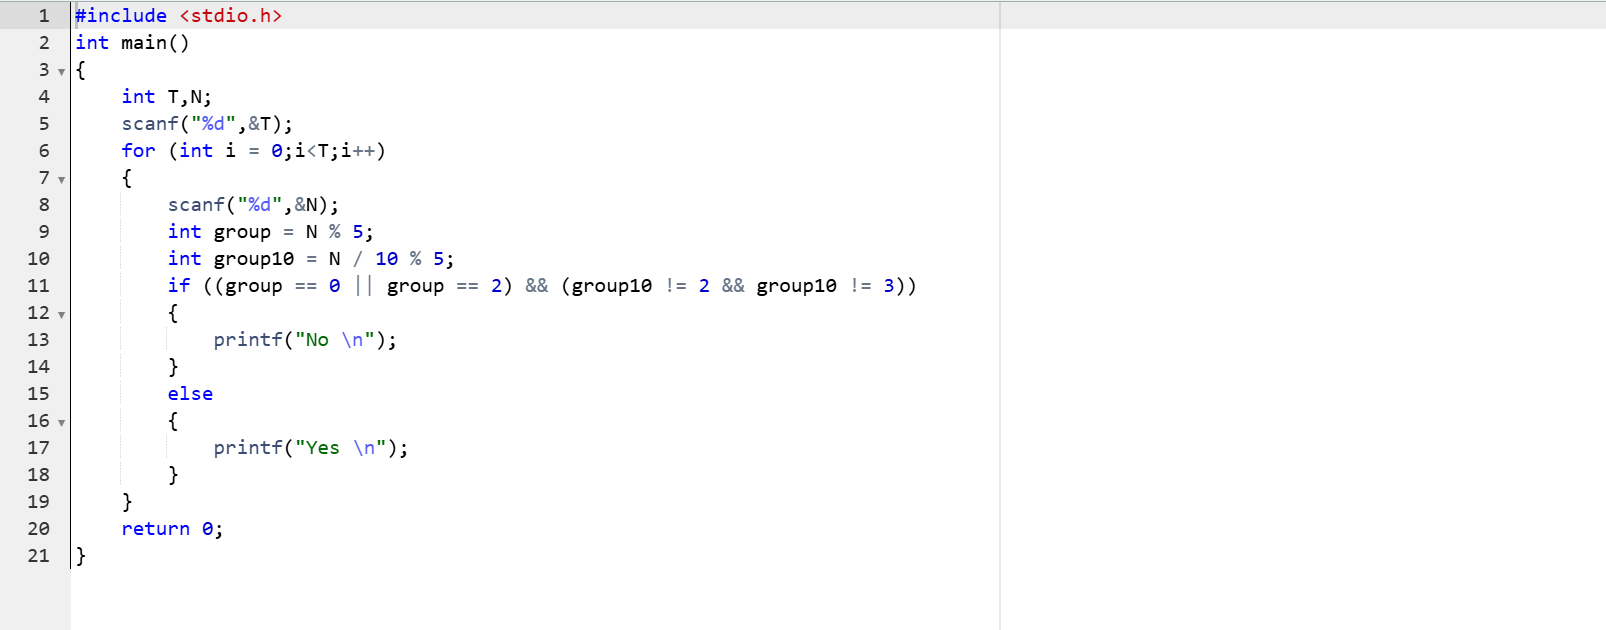 1 #include <stdio.h>
2 int main()
3 {
4     int T,N;
5     scanf("%d",&T);
6     for (int i = 0;i<T;i++)
7     {
8         scanf("%d",&N);
9         int group = N % 5;
10         int group10 = N / 10 % 5;
11         if ((group == 0 || group == 2) && (group10 != 2 && group10 != 3))
12         {
13             printf("No \n");
14         }
15         else
16         {
17             printf("Yes \n");
18         }
19     }
20     return 0;
21 }